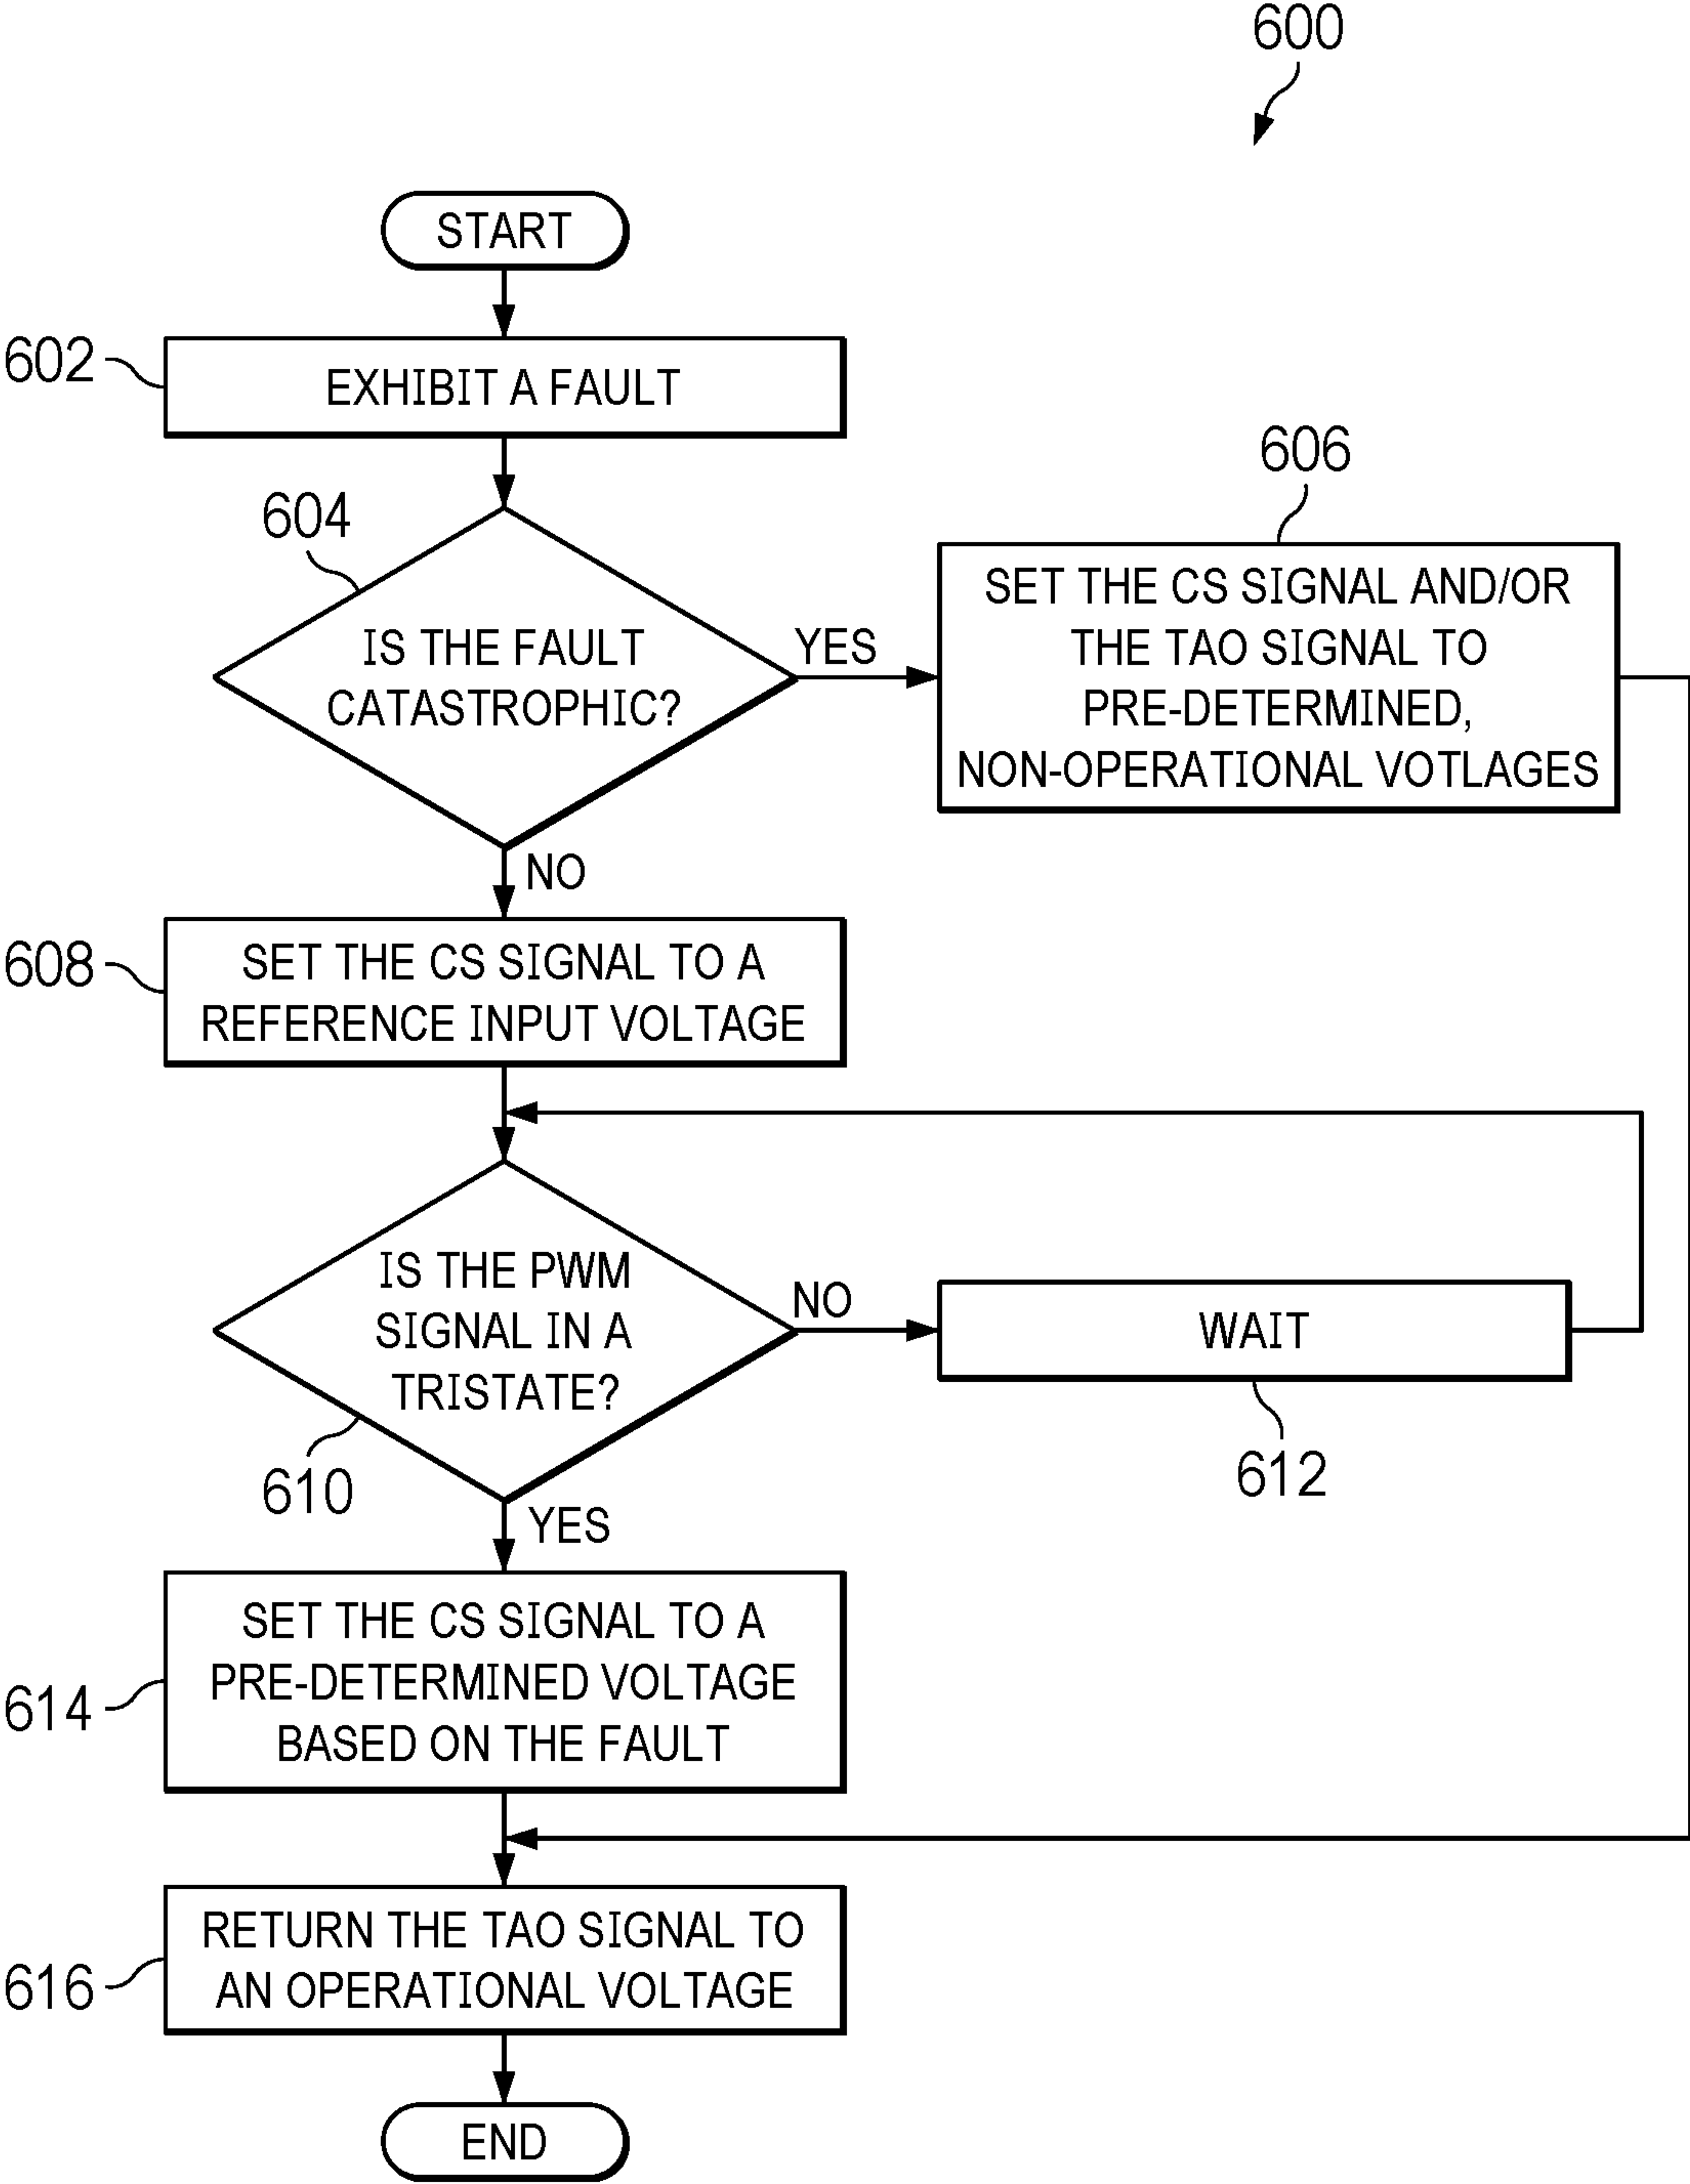 600
START
602
EXHIBIT A FAULT
604
IS THE FAULT
CATASTROPHIC?
YES
606
SET THE CS SIGNAL AND/OR
THE TAO SIGNAL TO
PRE-DETERMINED,
NON-OPERATIONAL VOTLAGES
NO
608
SET THE CS SIGNAL TO A
REFERENCE INPUT VOLTAGE
IS THE PWM
SIGNAL IN A
TRISTATE?
610
NO
WAIT
612
YES
614
SET THE CS SIGNAL TO A
PRE-DETERMINED VOLTAGE
BASED ON THE FAULT
616
RETURN THE TAO SIGNAL TO
AN OPERATIONAL VOLTAGE
END